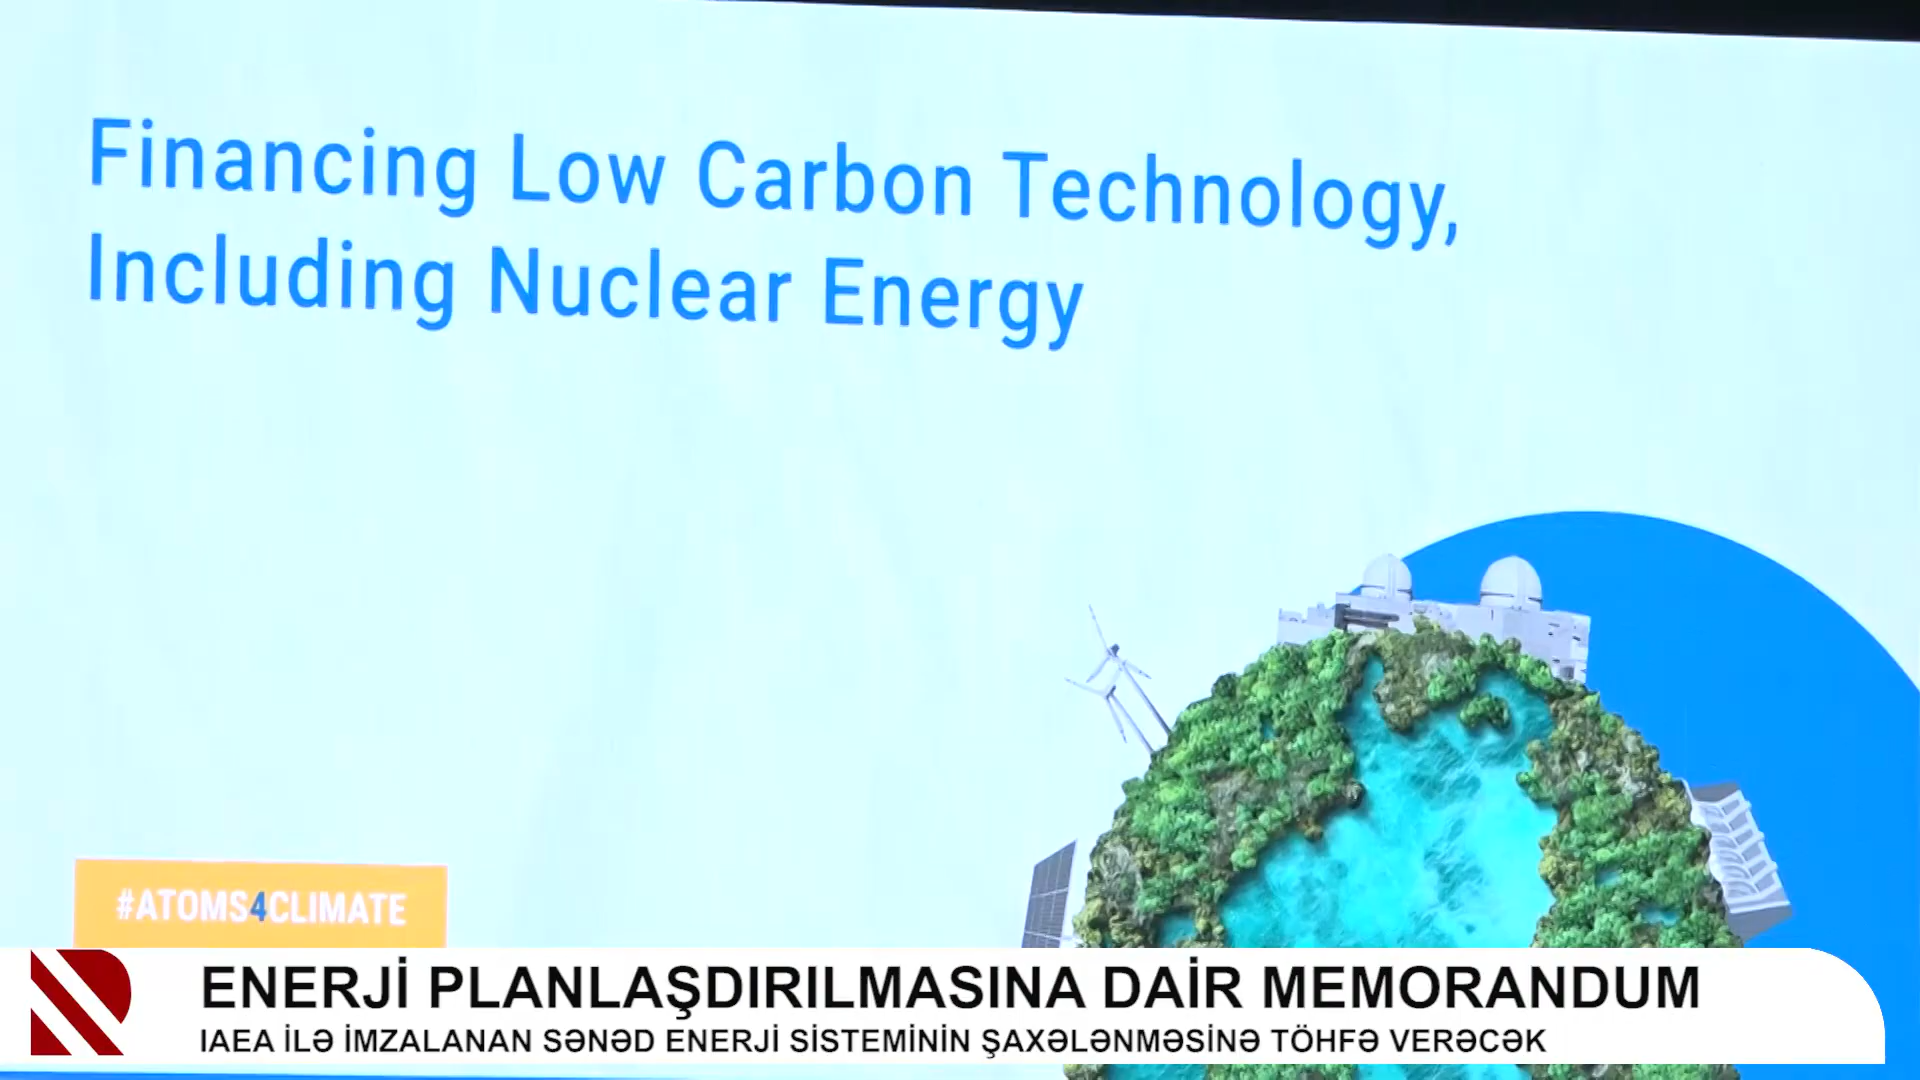 Financing Low Carbon Technology,
Including Nuclear Energy
#ATOMS4CLIMATE
ENERJİ PLANLAŞDIRILMASINA DAİR MEMORANDUM
IAEA İLƏ İMZALANAN SƏNƏD ENERJİ SİSTEMİNİN ŞAXƏLƏNMƏSİNƏ TÖHFƏ VERƏCƏK